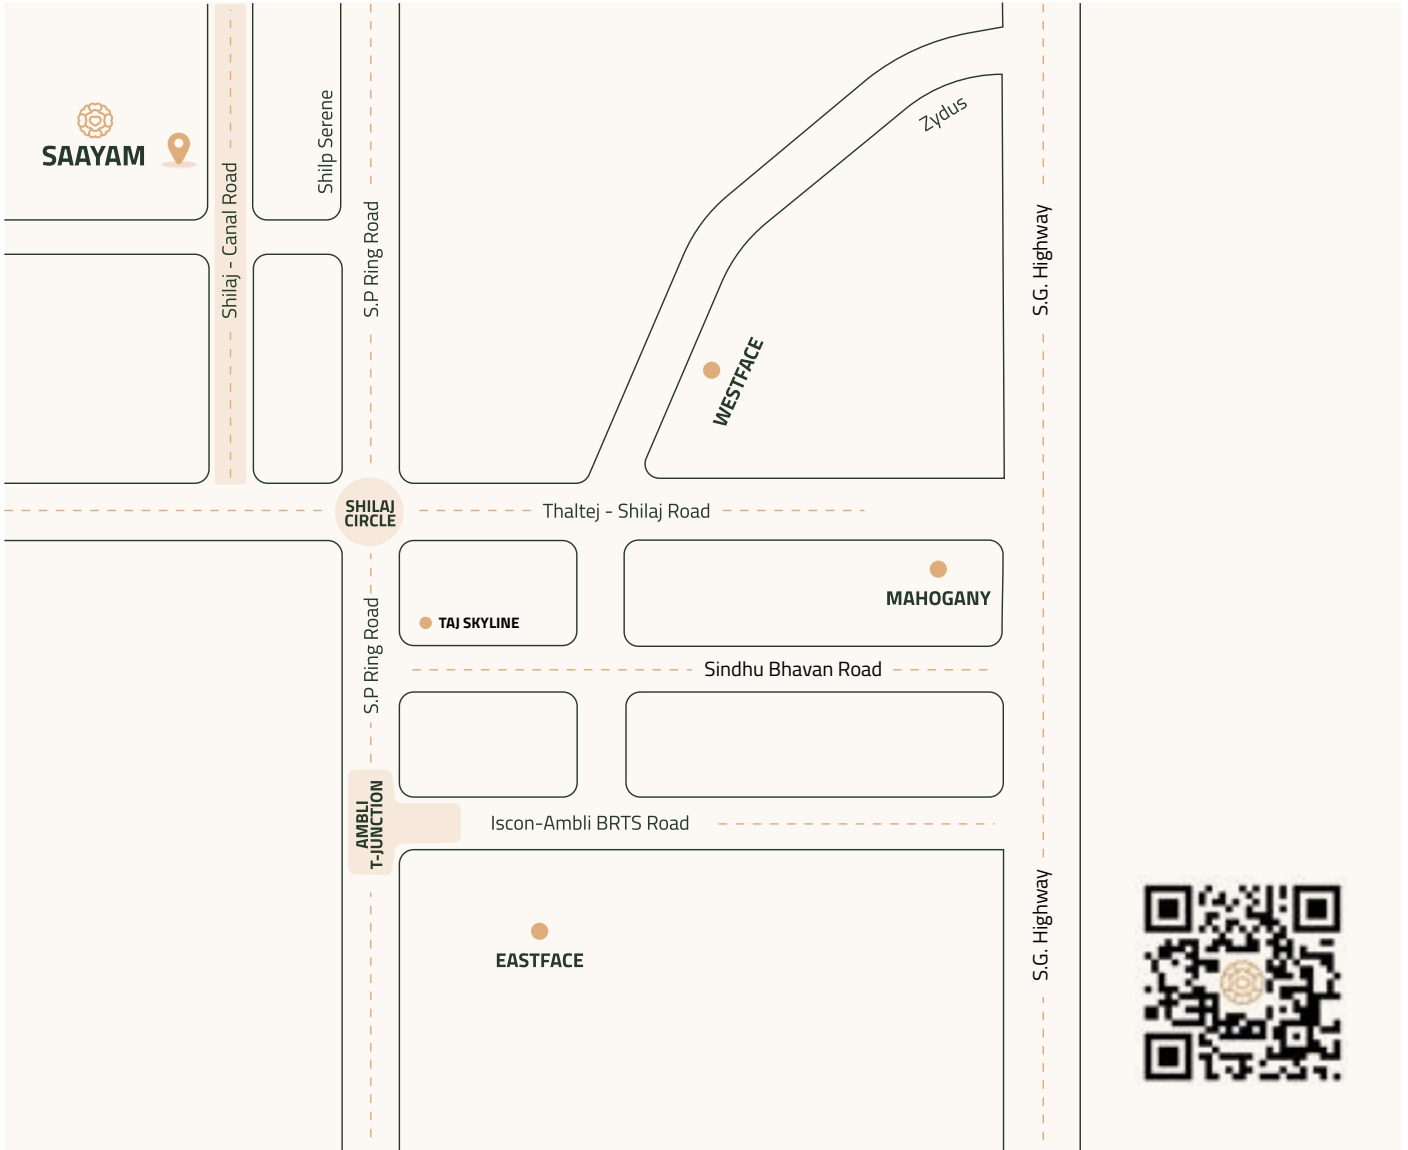 Shilp Serene
Zydus
SAAYAM
Shilaj - Canal Road
S.P Ring Road
S.G. Highway
WESTFACE
SHILAJ
CIRCLE
Thaltej - Shilaj Road
MAHOGANY
TAJ SKYLINE
S.P Ring Road
Sindhu Bhavan Road
AMBLI
T-JUNCTION
Iscon-Ambli BRTS Road
S.G. Highway
EASTFACE